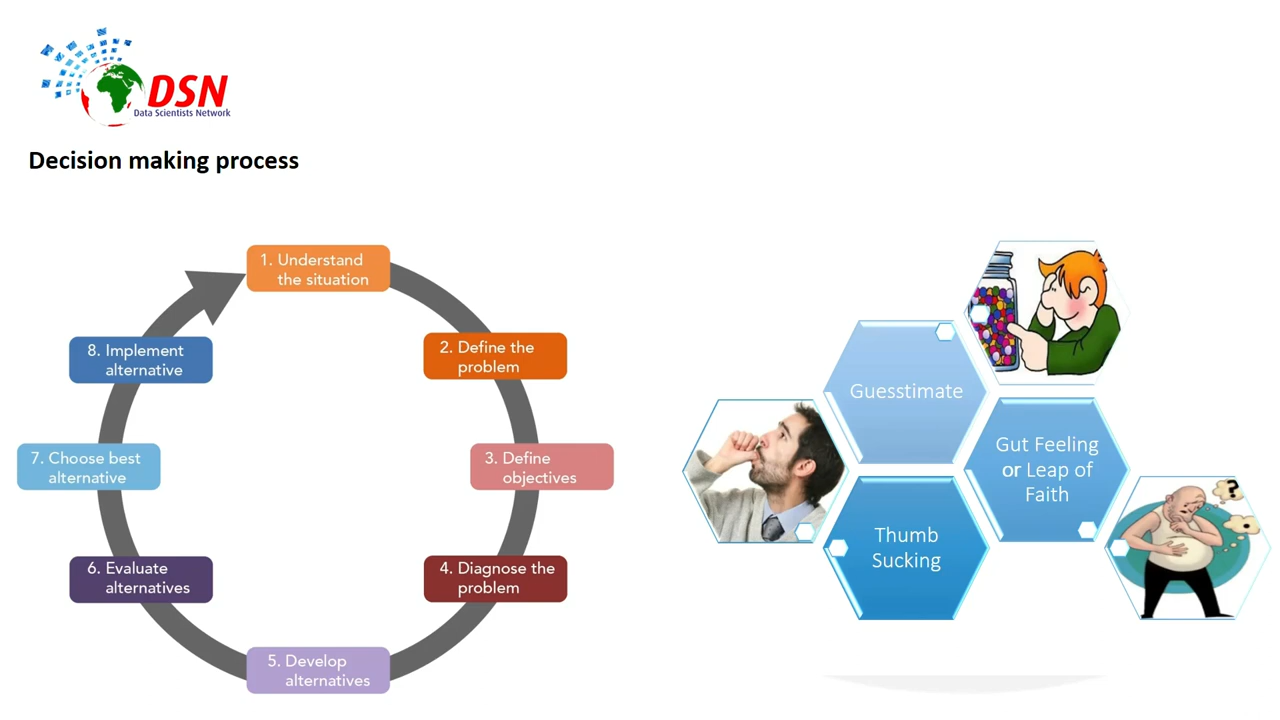 DSN
Data Scientists Network
Decision making process
1. Understand
the situation
2. Define the
problem
3. Define
objectives
4. Diagnose the
problem
5. Develop
alternatives
6. Evaluate
alternatives
7. Choose best
alternative
8. Implement
alternative
Guesstimate
Gut Feeling
or Leap of
Faith
Thumb
Sucking
?
?